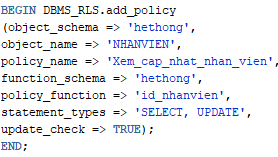 BEGIN DBMS_RLS.add_policy
(object_schema => 'hethong',
object_name => 'NHANVIEN',
policy_name => 'Xem_cap_nhat_nhan_vien',
function_schema => 'hethong',
policy_function => 'id_nhanvien',
statement_types => 'SELECT, UPDATE',
update_check => TRUE);
END;